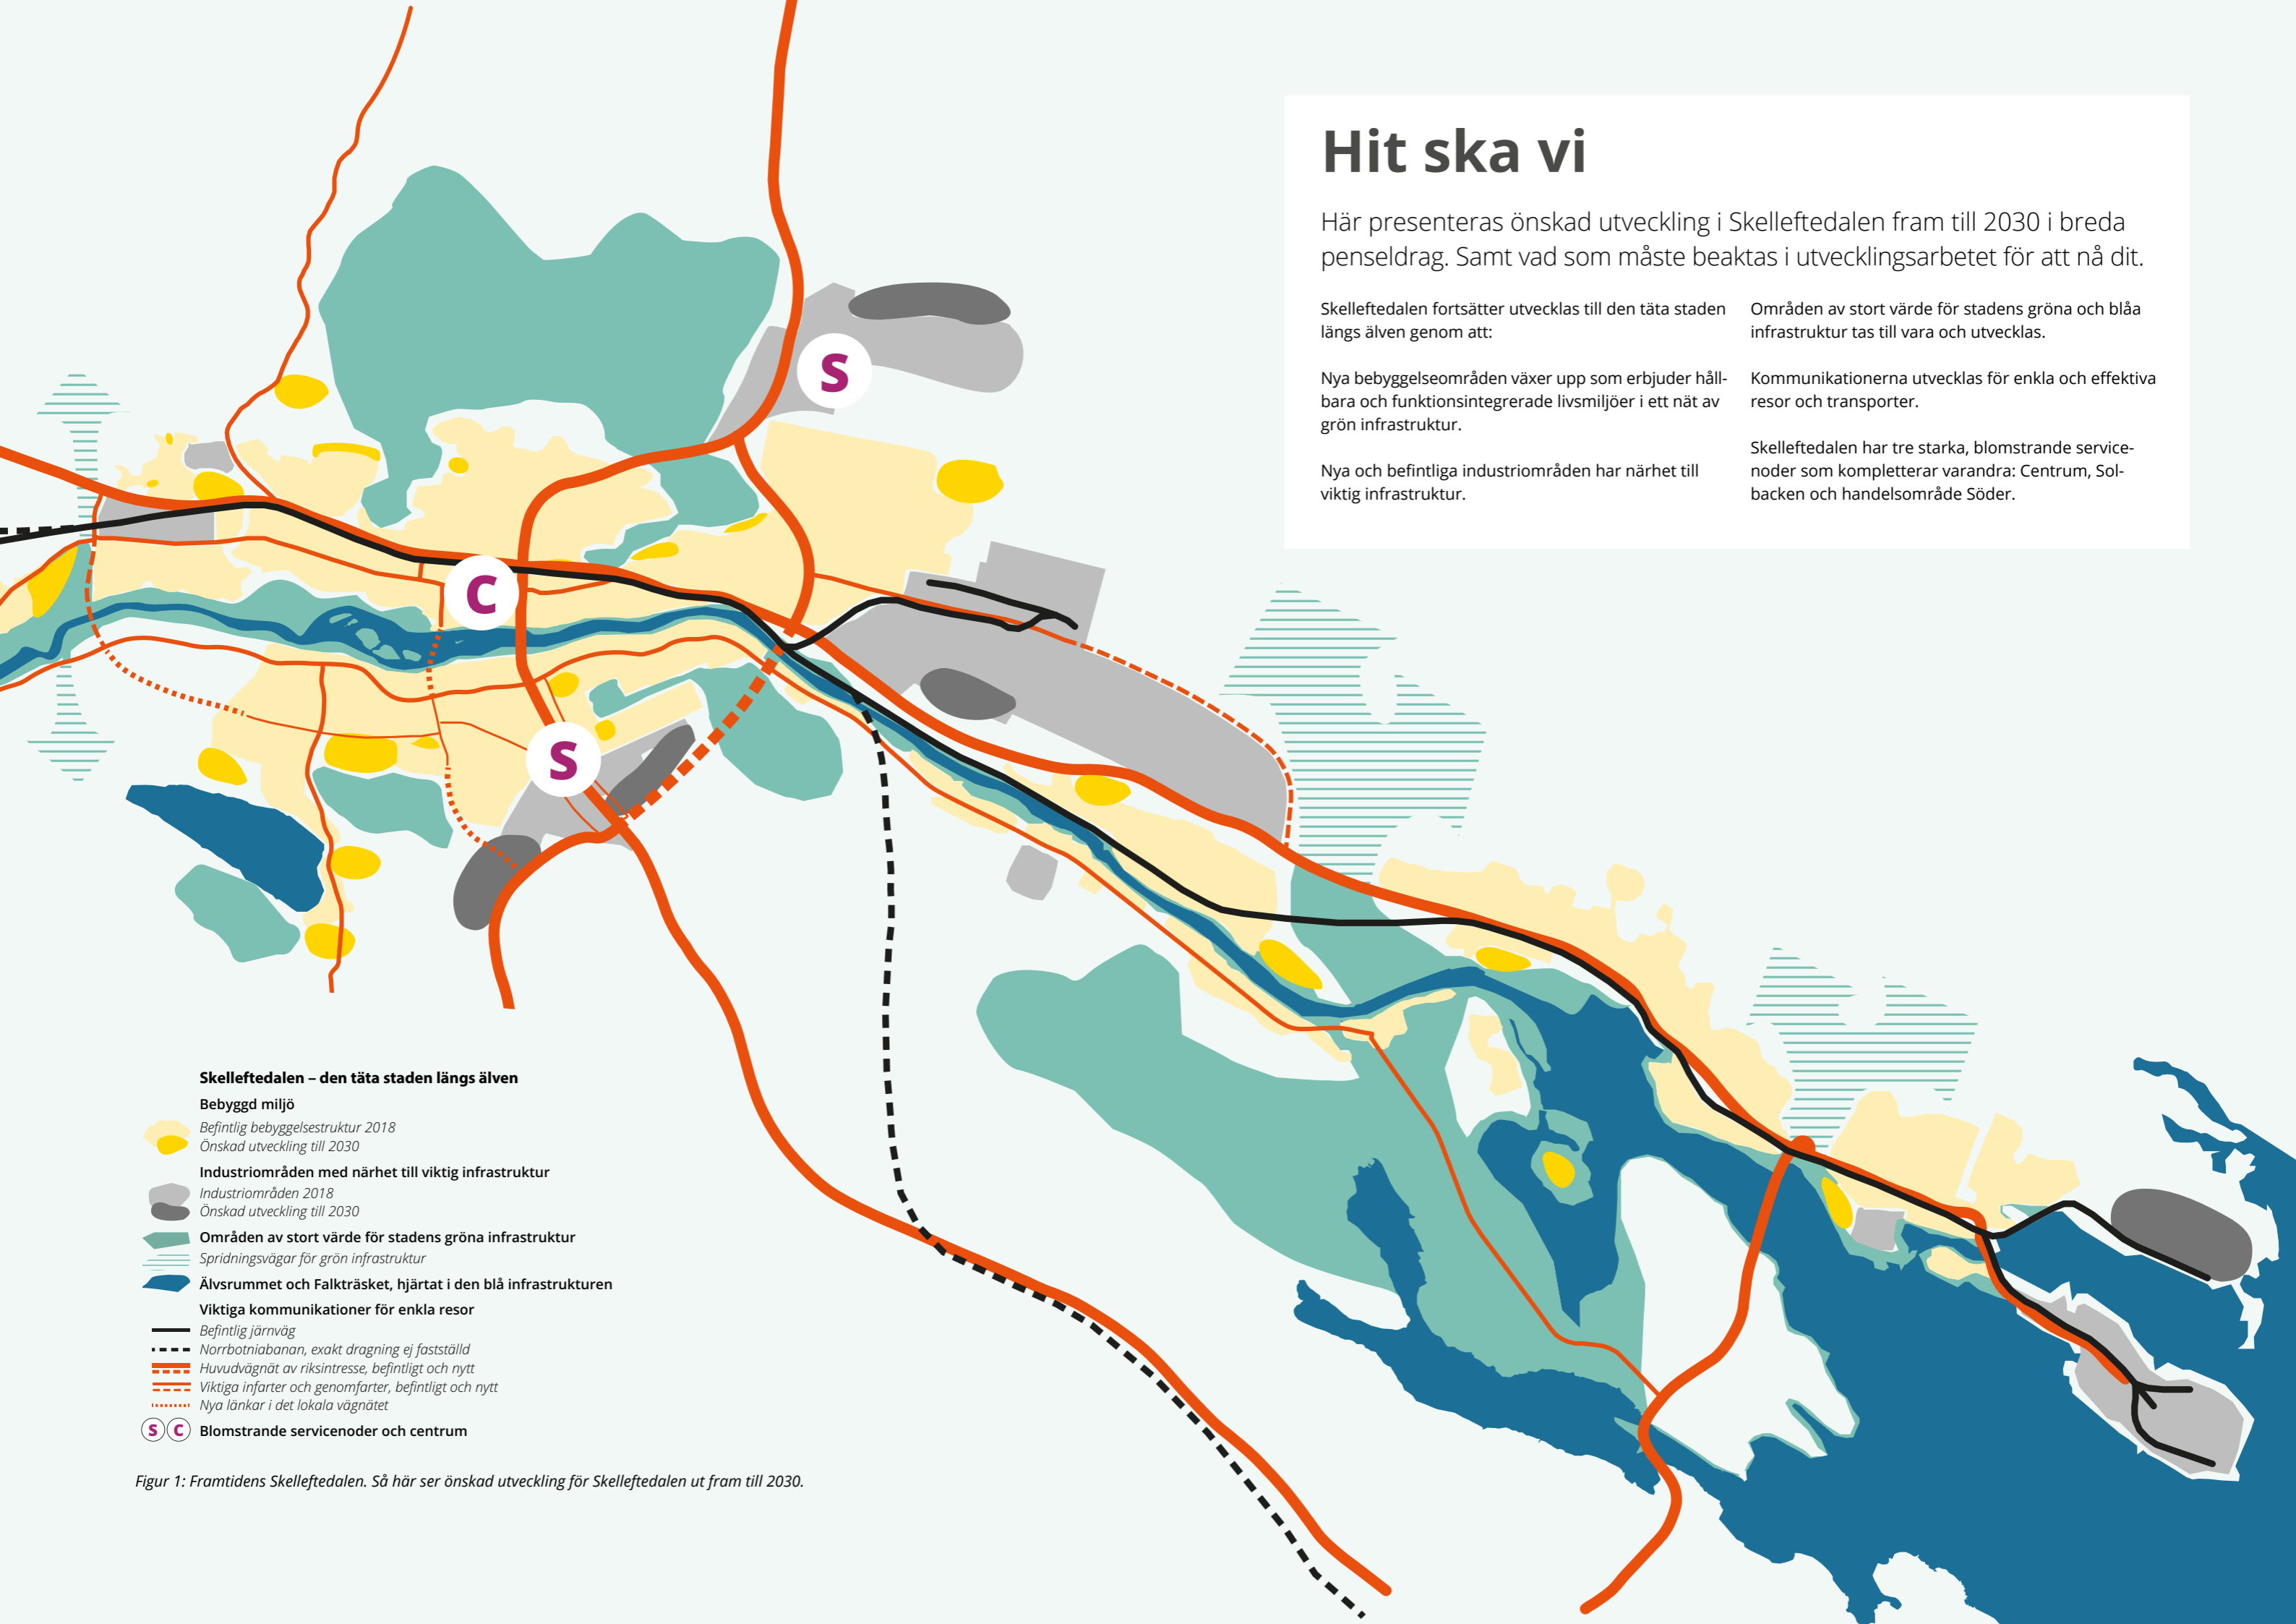 Hit ska vi
Här presenteras önskad utveckling i Skelleftedalen fram till 2030 i breda
penseldrag. Samt vad som måste beaktas i utvecklingsarbetet för att nå dit.
Skelleftedalen fortsätter utvecklas till den täta staden
längs älven genom att:
Nya bebyggelseområden växer upp som erbjuder håll-
bara och funktionsintegrerade livsmiljöer i ett nät av
grön infrastruktur.
Nya och befintliga industriområden har närhet till
viktig infrastruktur.
Områden av stort värde för stadens gröna och blåa
infrastruktur tas till vara och utvecklas.
Kommunikationerna utvecklas för enkla och effektiva
resor och transporter.
Skelleftedalen har tre starka, blomstrande service-
noder som kompletterar varandra: Centrum, Sol-
backen och handelsområde Söder.
S
C
S
Skelleftedalen – den täta staden längs älven
Bebyggd miljö
Befintlig bebyggelsestruktur 2018
Önskad utveckling till 2030
Industriområden med närhet till viktig infrastruktur
Industriområden 2018
Önskad utveckling till 2030
Områden av stort värde för stadens gröna infrastruktur
Spridningsvägar för grön infrastruktur
Älvsrummet och Falkträsket, hjärtat i den blå infrastrukturen
Viktiga kommunikationer för enkla resor
Befintlig järnväg
Norrbotniabanan, exakt dragning ej fastställd
Huvudvägnät av riksintresse, befintligt och nytt
Viktiga infarter och genomfarter, befintligt och nytt
Nya länkar i det lokala vägnätet
S C Blomstrande servicenoder och centrum
Figur 1: Framtidens Skelleftedalen. Så här ser önskad utveckling för Skelleftedalen ut fram till 2030.